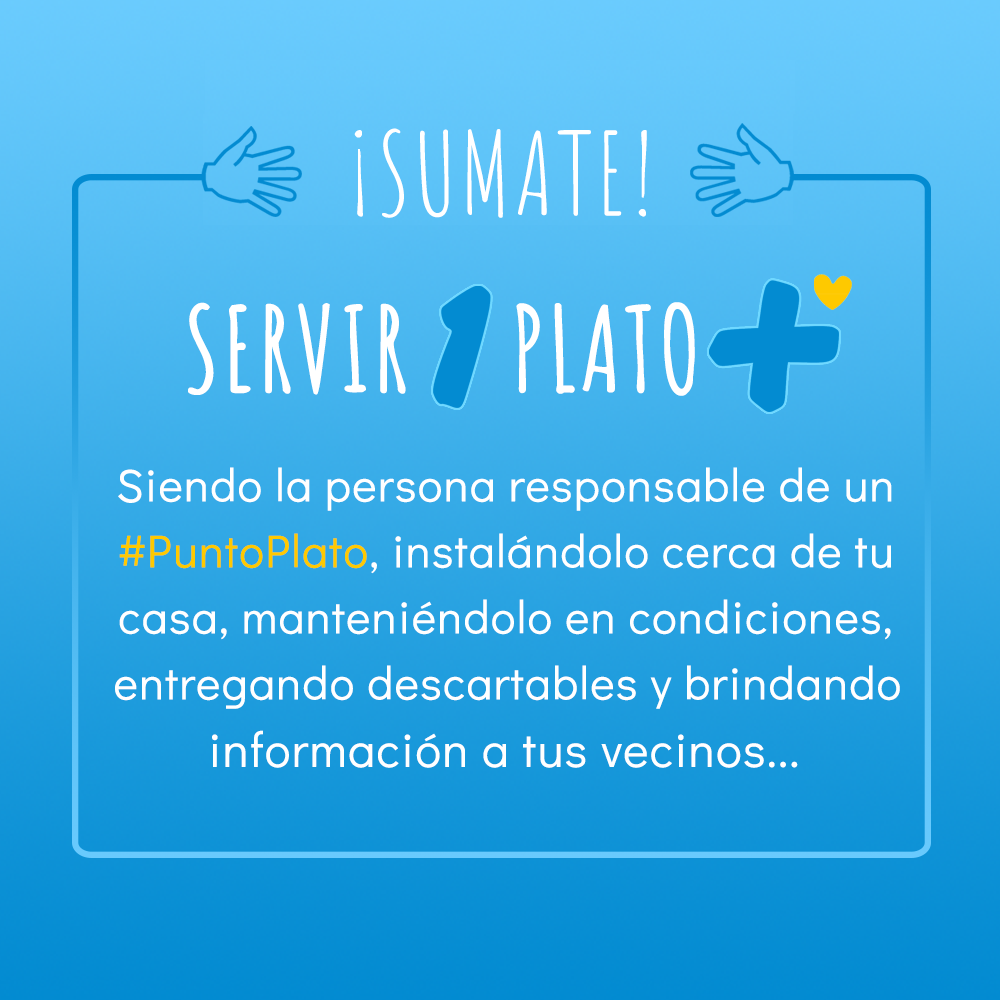 ¡SUMATE!
SERVIR 1 PLATO +
Siendo la persona responsable de un
#PuntoPlato, instalándolo cerca de tu
casa, manteniéndolo en condiciones,
entregando descartables y brindando
información a tus vecinos...